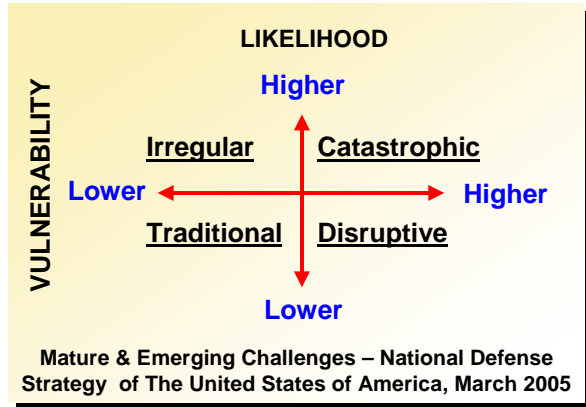 LIKELIHOOD
Higher
VULNERABILITY
Irregular Catastrophic
Lower Higher
Traditional Disruptive
Lower
Mature & Emerging Challenges – National Defense
Strategy of The United States of America, March 2005